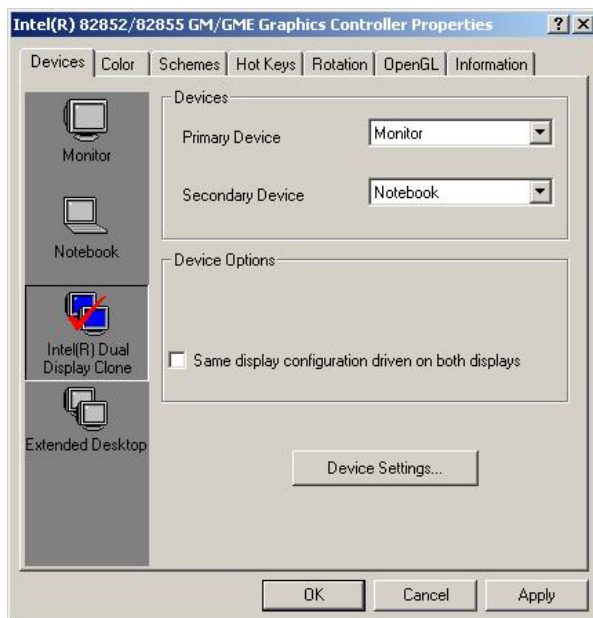 Intel(R) 82852/82855 GM/GME Graphics Controller Properties
Devices Color Schemes Hot Keys Rotation OpenGL Information
Monitor
Notebook
Intel(R) Dual
Display Clone
Extended Desktop
Devices
Primary Device Monitor
Secondary Device Notebook
Device Options
Same display configuration driven on both displays
Device Settings...
OK Cancel Apply